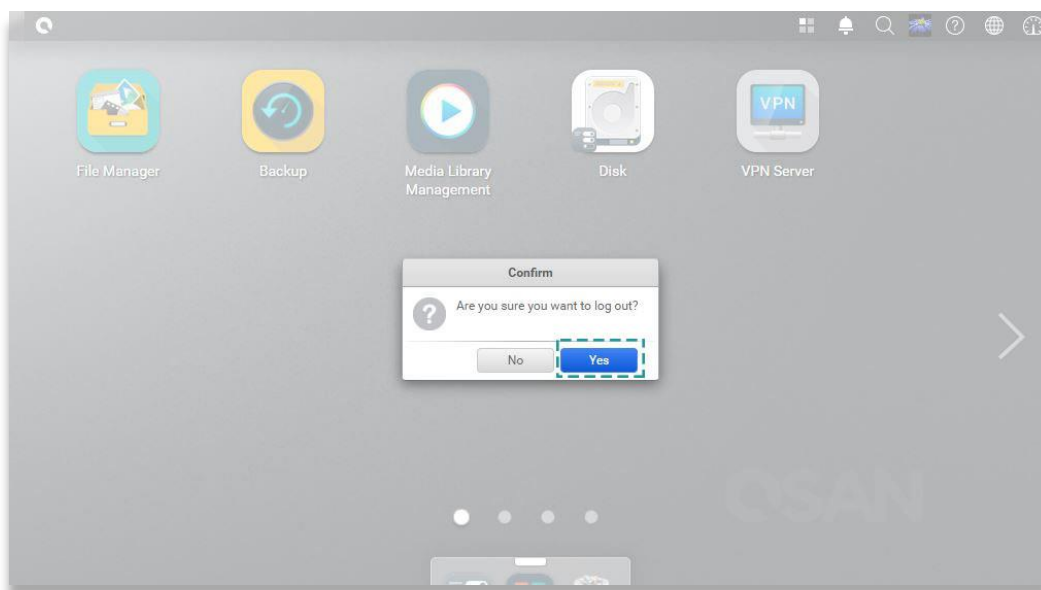 VPN
File Manager
Backup
Media Library
Management
Disk
VPN Server
Confirm
Are you sure you want to log out?
No
Yes
QSAN